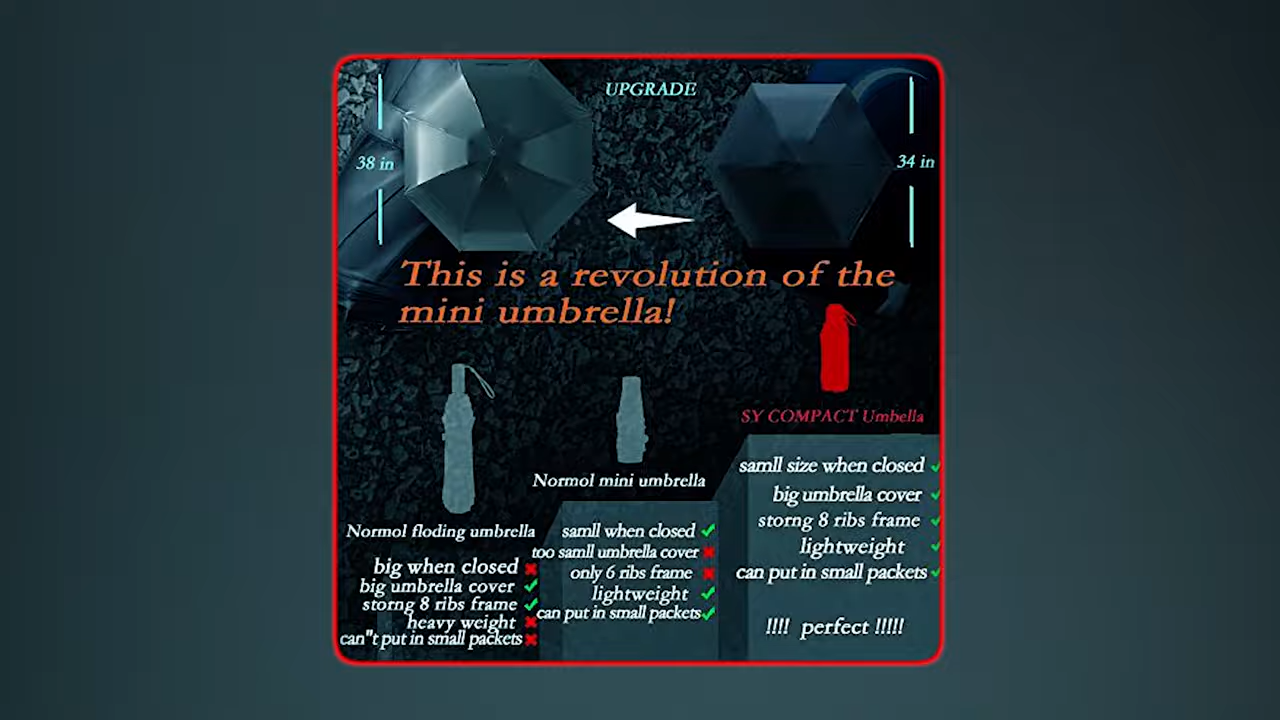 UPGRADE
38 in
34 in
This is a revolution of the
mini umbrella!
SY COMPACT Umbella
samll size when closed
big umbrella cover
storng 8 ribs frame
lightweight
can put in small packets
!!!! perfect !!!!!
Normol mini umbrella
samll when closed
too samll umbrella cover
only 6 ribs frame
lightweight
can put in small packets
Normol floding umbrella
big when closed
big umbrella cover
storng 8 ribs frame
heavy weight
can"t put in small packets